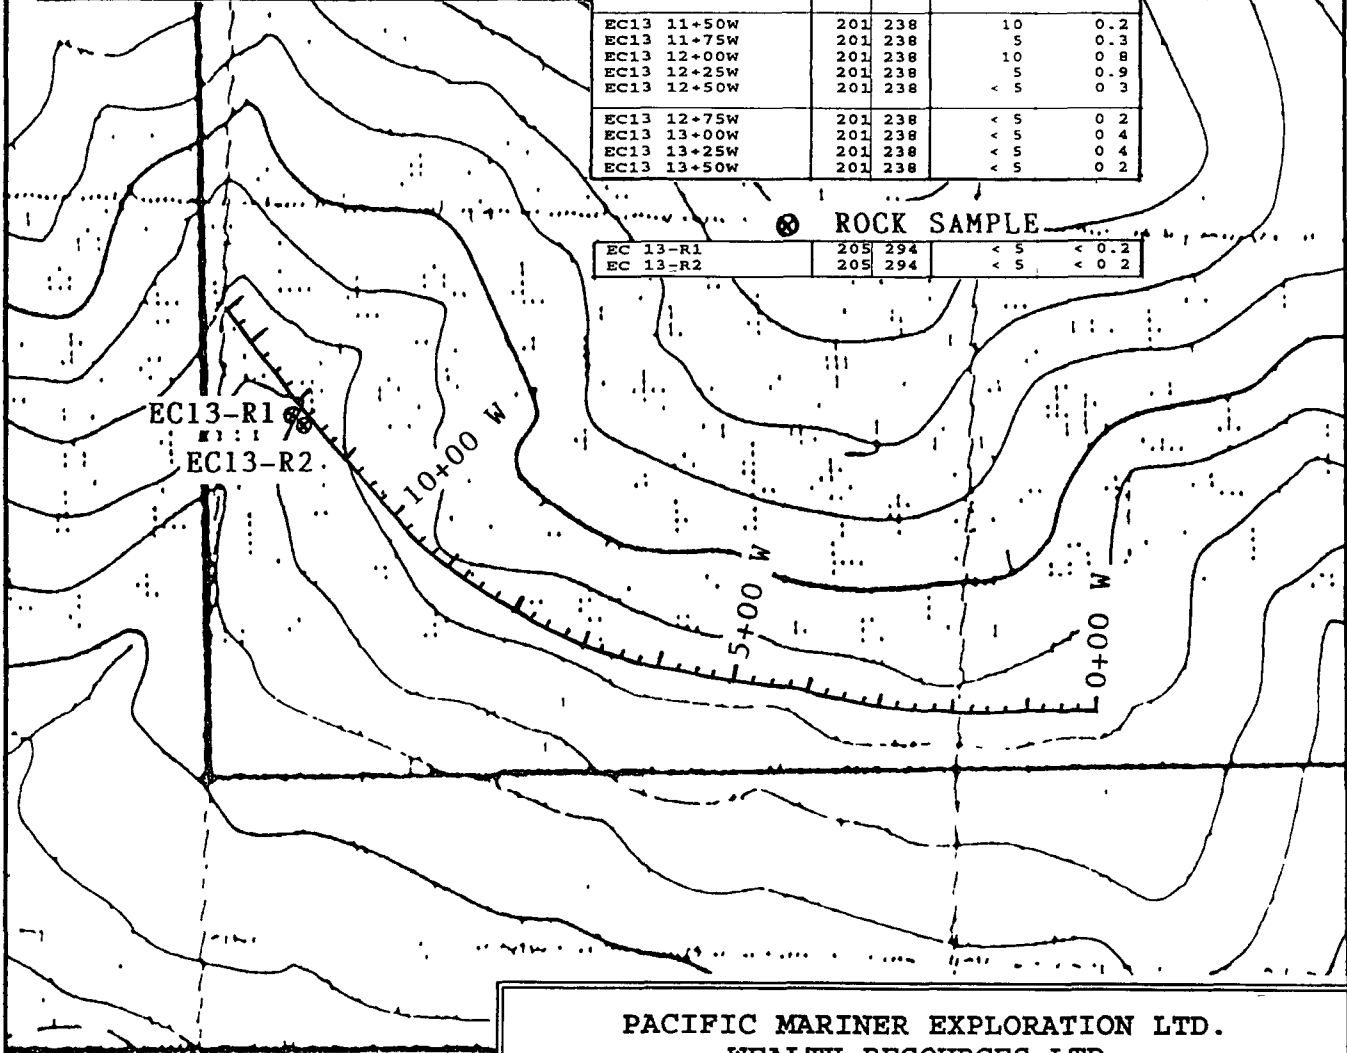 EC13 11+50W 201 238 10 0.2
EC13 11+75W 201 238 5 0.3
EC13 12+00W 201 238 10 0 8
EC13 12+25W 201 238 5 0.9
EC13 12+50W 201 238 < 5 0 3
EC13 12+75W 201 238 < 5 0 2
EC13 13+00W 201 238 < 5 0 4
EC13 13+25W 201 238 < 5 0 4
EC13 13+50W 201 238 < 5 0 2
ROCK SAMPLE
EC 13-R1 205 294 < 5 < 0.2
EC 13-R2 205 294 < 5 < 0 2
EC13-R1
EC13-R2
10+00 W
5+00 W
0+00 W
PACIFIC MARINER EXPLORATION LTD.
WEALTH RESOURCES LTD